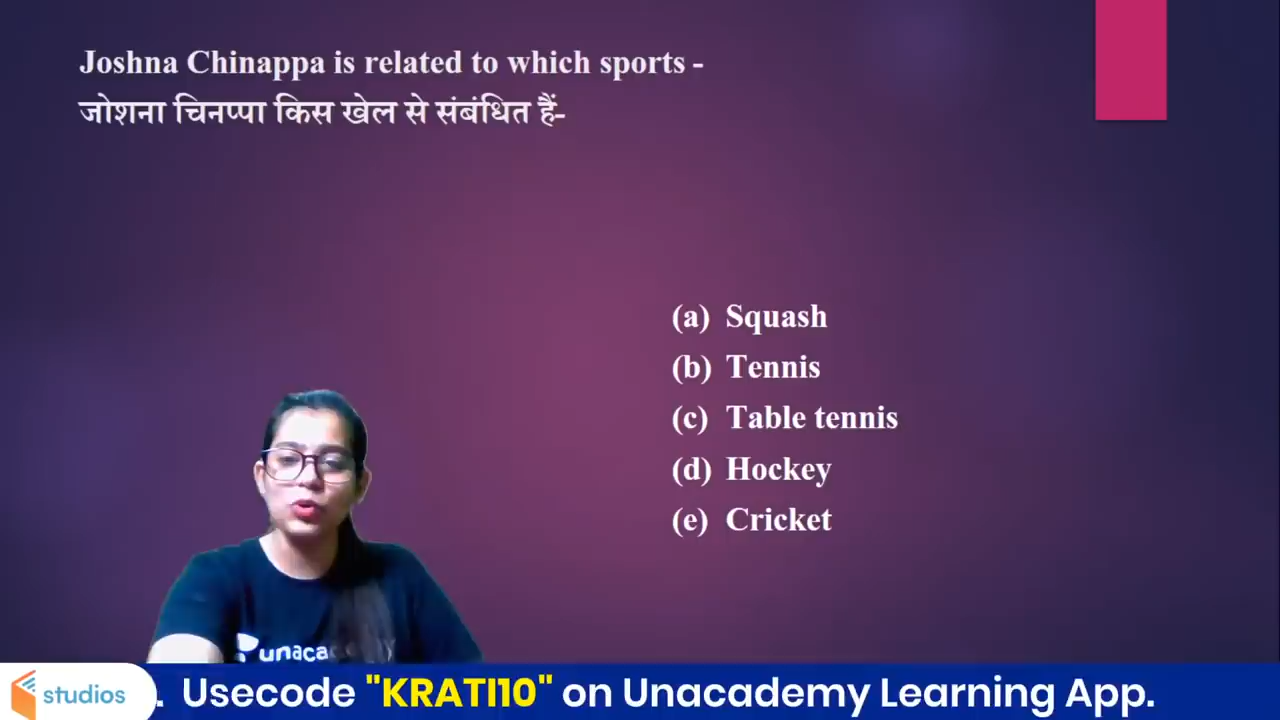 Joshna Chinappa is related to which sports -
जोशना चिनप्पा किस खेल से संबंधित हैं-
(a) Squash
(b) Tennis
(c) Table tennis
(d) Hockey
(e) Cricket
unaca
studios
. Usecode "KRATI10" on Unacademy Learning App.